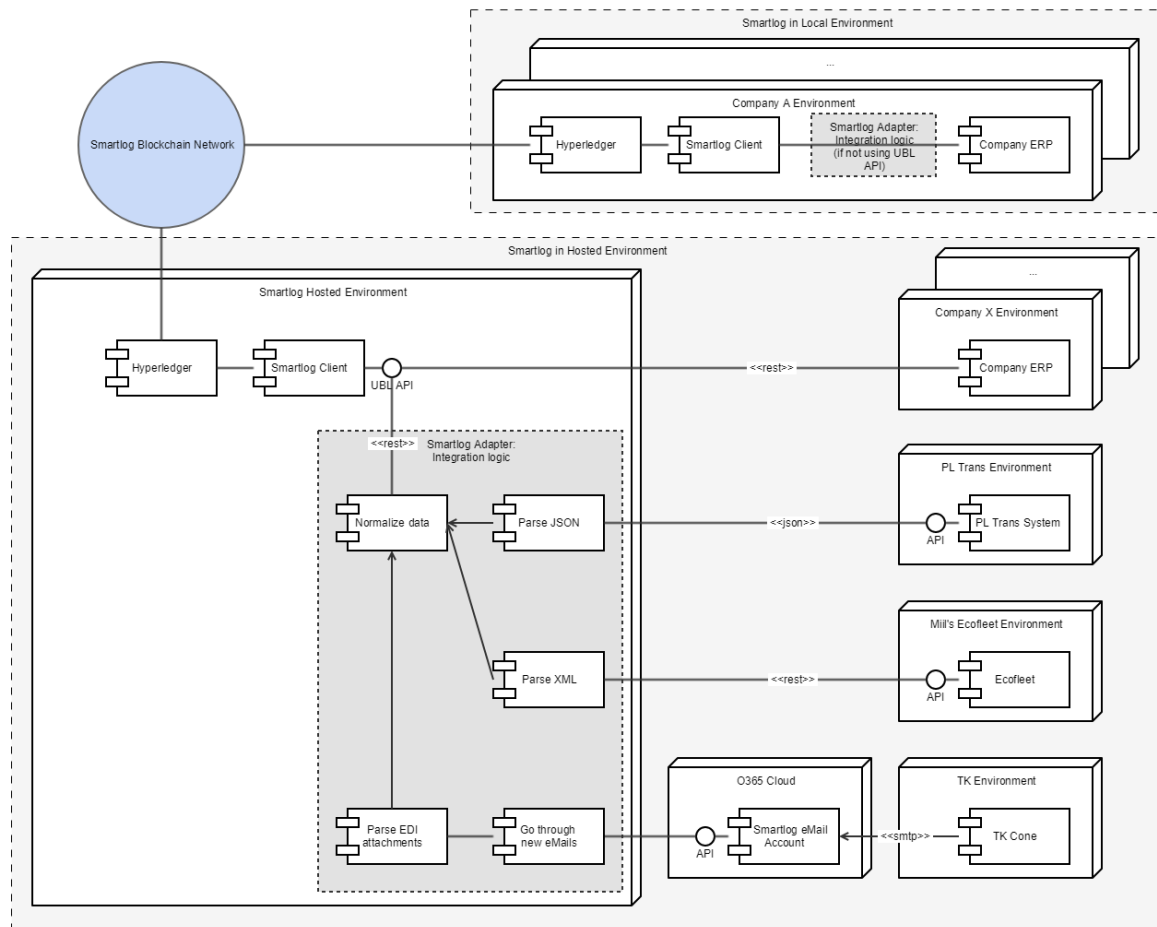 Smartlog in Local Environment
...
Company A Environment
Smartlog Blockchain Network
Hyperledger
Smartlog Client
Smartlog Adapter:
Integration logic
(if not using UBL
API)
Company ERP
Smartlog in Hosted Environment
...
Smartlog Hosted Environment
Company X Environment
Hyperledger
Smartlog Client
UBL API
<<rest>>
Company ERP
<<rest>>
Smartlog Adapter:
Integration logic
PL Trans Environment
Normalize data
Parse JSON
<<json>>
API
PL Trans System
Miil's Ecofleet Environment
Parse XML
<<rest>>
API
Ecofleet
O365 Cloud
TK Environment
Parse EDI
attachments
Go through
new eMails
API
Smartlog eMail
Account
<<smtp>>
TK Cone